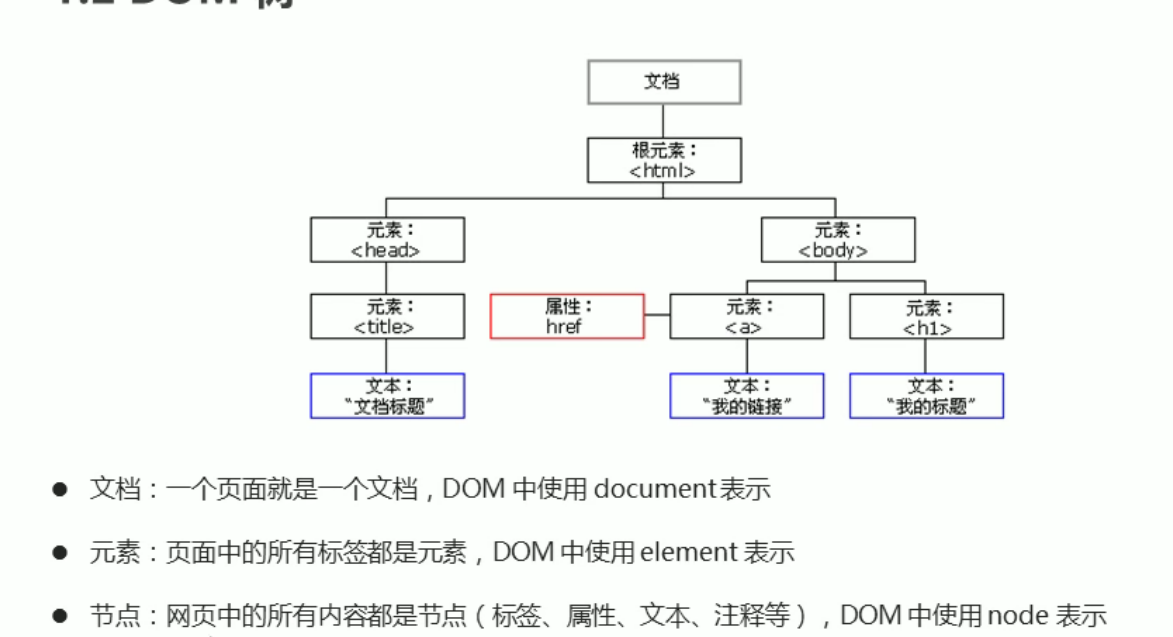 1.2 DOM 树
文档
根元素：
<html>
元素：
<head>
元素：
<body>
元素：
<title>
属性：
href
元素：
<a>
元素：
<h1>
文本：
“文档标题”
文本：
“我的链接”
文本：
“我的标题”
● 文档：一个页面就是一个文档，DOM 中使用 document 表示
● 元素：页面中的所有标签都是元素，DOM 中使用 element 表示
● 节点：网页中的所有内容都是节点（标签、属性、文本、注释等），DOM 中使用 node 表示